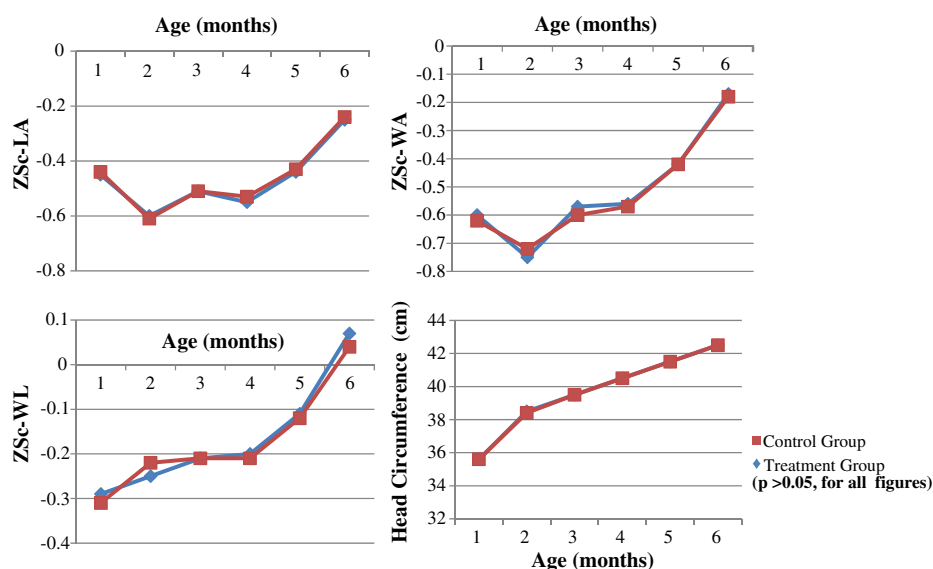 Age (months)
0
-0.2
-0.4
-0.6
-0.8
1 2 3 4 5 6
ZSc-LA
Age (months)
0
-0.1
-0.2
-0.3
-0.4
-0.5
-0.6
-0.7
-0.8
1 2 3 4 5 6
ZSc-WA
0.1
0
-0.1
-0.2
-0.3
-0.4
Age (months)
1 2 3 4 5 6
ZSc-WL
44
42
40
38
36
34
32
Head Circumference (cm)
1 2 3 4 5 6
Age (months)
Control Group
Treatment Group
(p >0.05, for all figures)